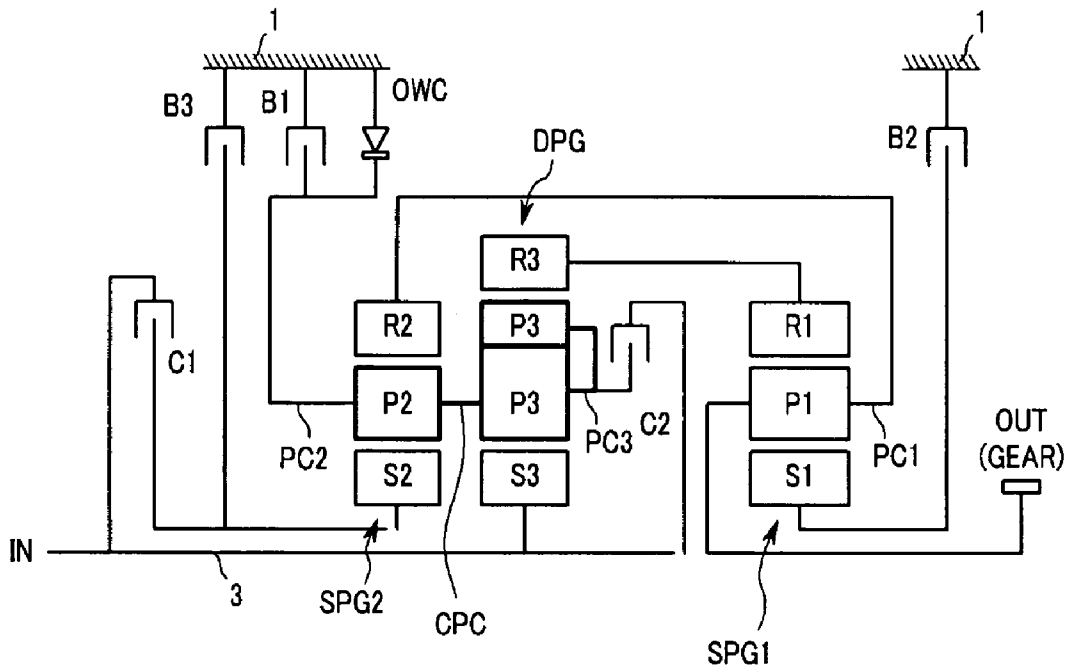 1
1
OWC
B3
B1
B2
DPG
R3
R2
P3
R1
C1
P2
P3
P1
PC3
C2
PC2
PC1
OUT
(GEAR)
S2
S3
S1
IN
3
SPG2
CPC
SPG1